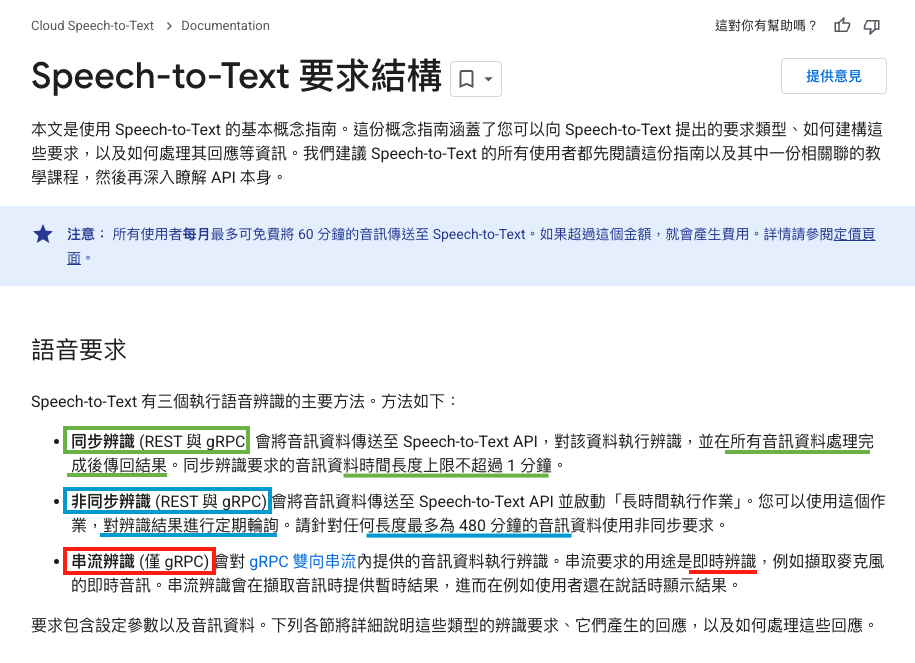 Cloud Speech-to-Text > Documentation
這對你有幫助嗎？
Speech-to-Text 要求結構
提供意見
本文是使用 Speech-to-Text 的基本概念指南。這份概念指南涵蓋了您可以向 Speech-to-Text 提出的要求類型、如何建構這
些要求，以及如何處理其回應等資訊。我們建議 Speech-to-Text 的所有使用者都先閱讀這份指南以及其中一份相關聯的教
學課程，然後再深入瞭解 API 本身。
注意： 所有使用者每月最多可免費將 60 分鐘的音訊傳送至 Speech-to-Text。如果超過這個金額，就會產生費用。詳情請參閱定價頁
面。
語音要求
Speech-to-Text 有三個執行語音辨識的主要方法。方法如下：
• 同步辨識 (REST 與 gRPC 會將音訊資料傳送至 Speech-to-Text API，對該資料執行辨識，並在所有音訊資料處理完
成後傳回結果。同步辨識要求的音訊資料時間長度上限不超過 1 分鐘。
• 非同步辨識 (REST 與 gRPC) 會將音訊資料傳送至 Speech-to-Text API 並啟動「長時間執行作業」。您可以使用這個作
業，對辨識結果進行定期輪詢。請針對任何長度最多為 480 分鐘的音訊資料使用非同步要求。
• 串流辨識 (僅 gRPC) 會對 gRPC 雙向串流內提供的音訊資料執行辨識。串流要求的用途是即時辨識，例如擷取麥克風
的即時音訊。串流辨識會在擷取音訊時提供暫時結果，進而在例如使用者還在說話時顯示結果。
要求包含設定參數以及音訊資料。下列各節將詳細說明這些類型的辨識要求、它們產生的回應，以及如何處理這些回應。